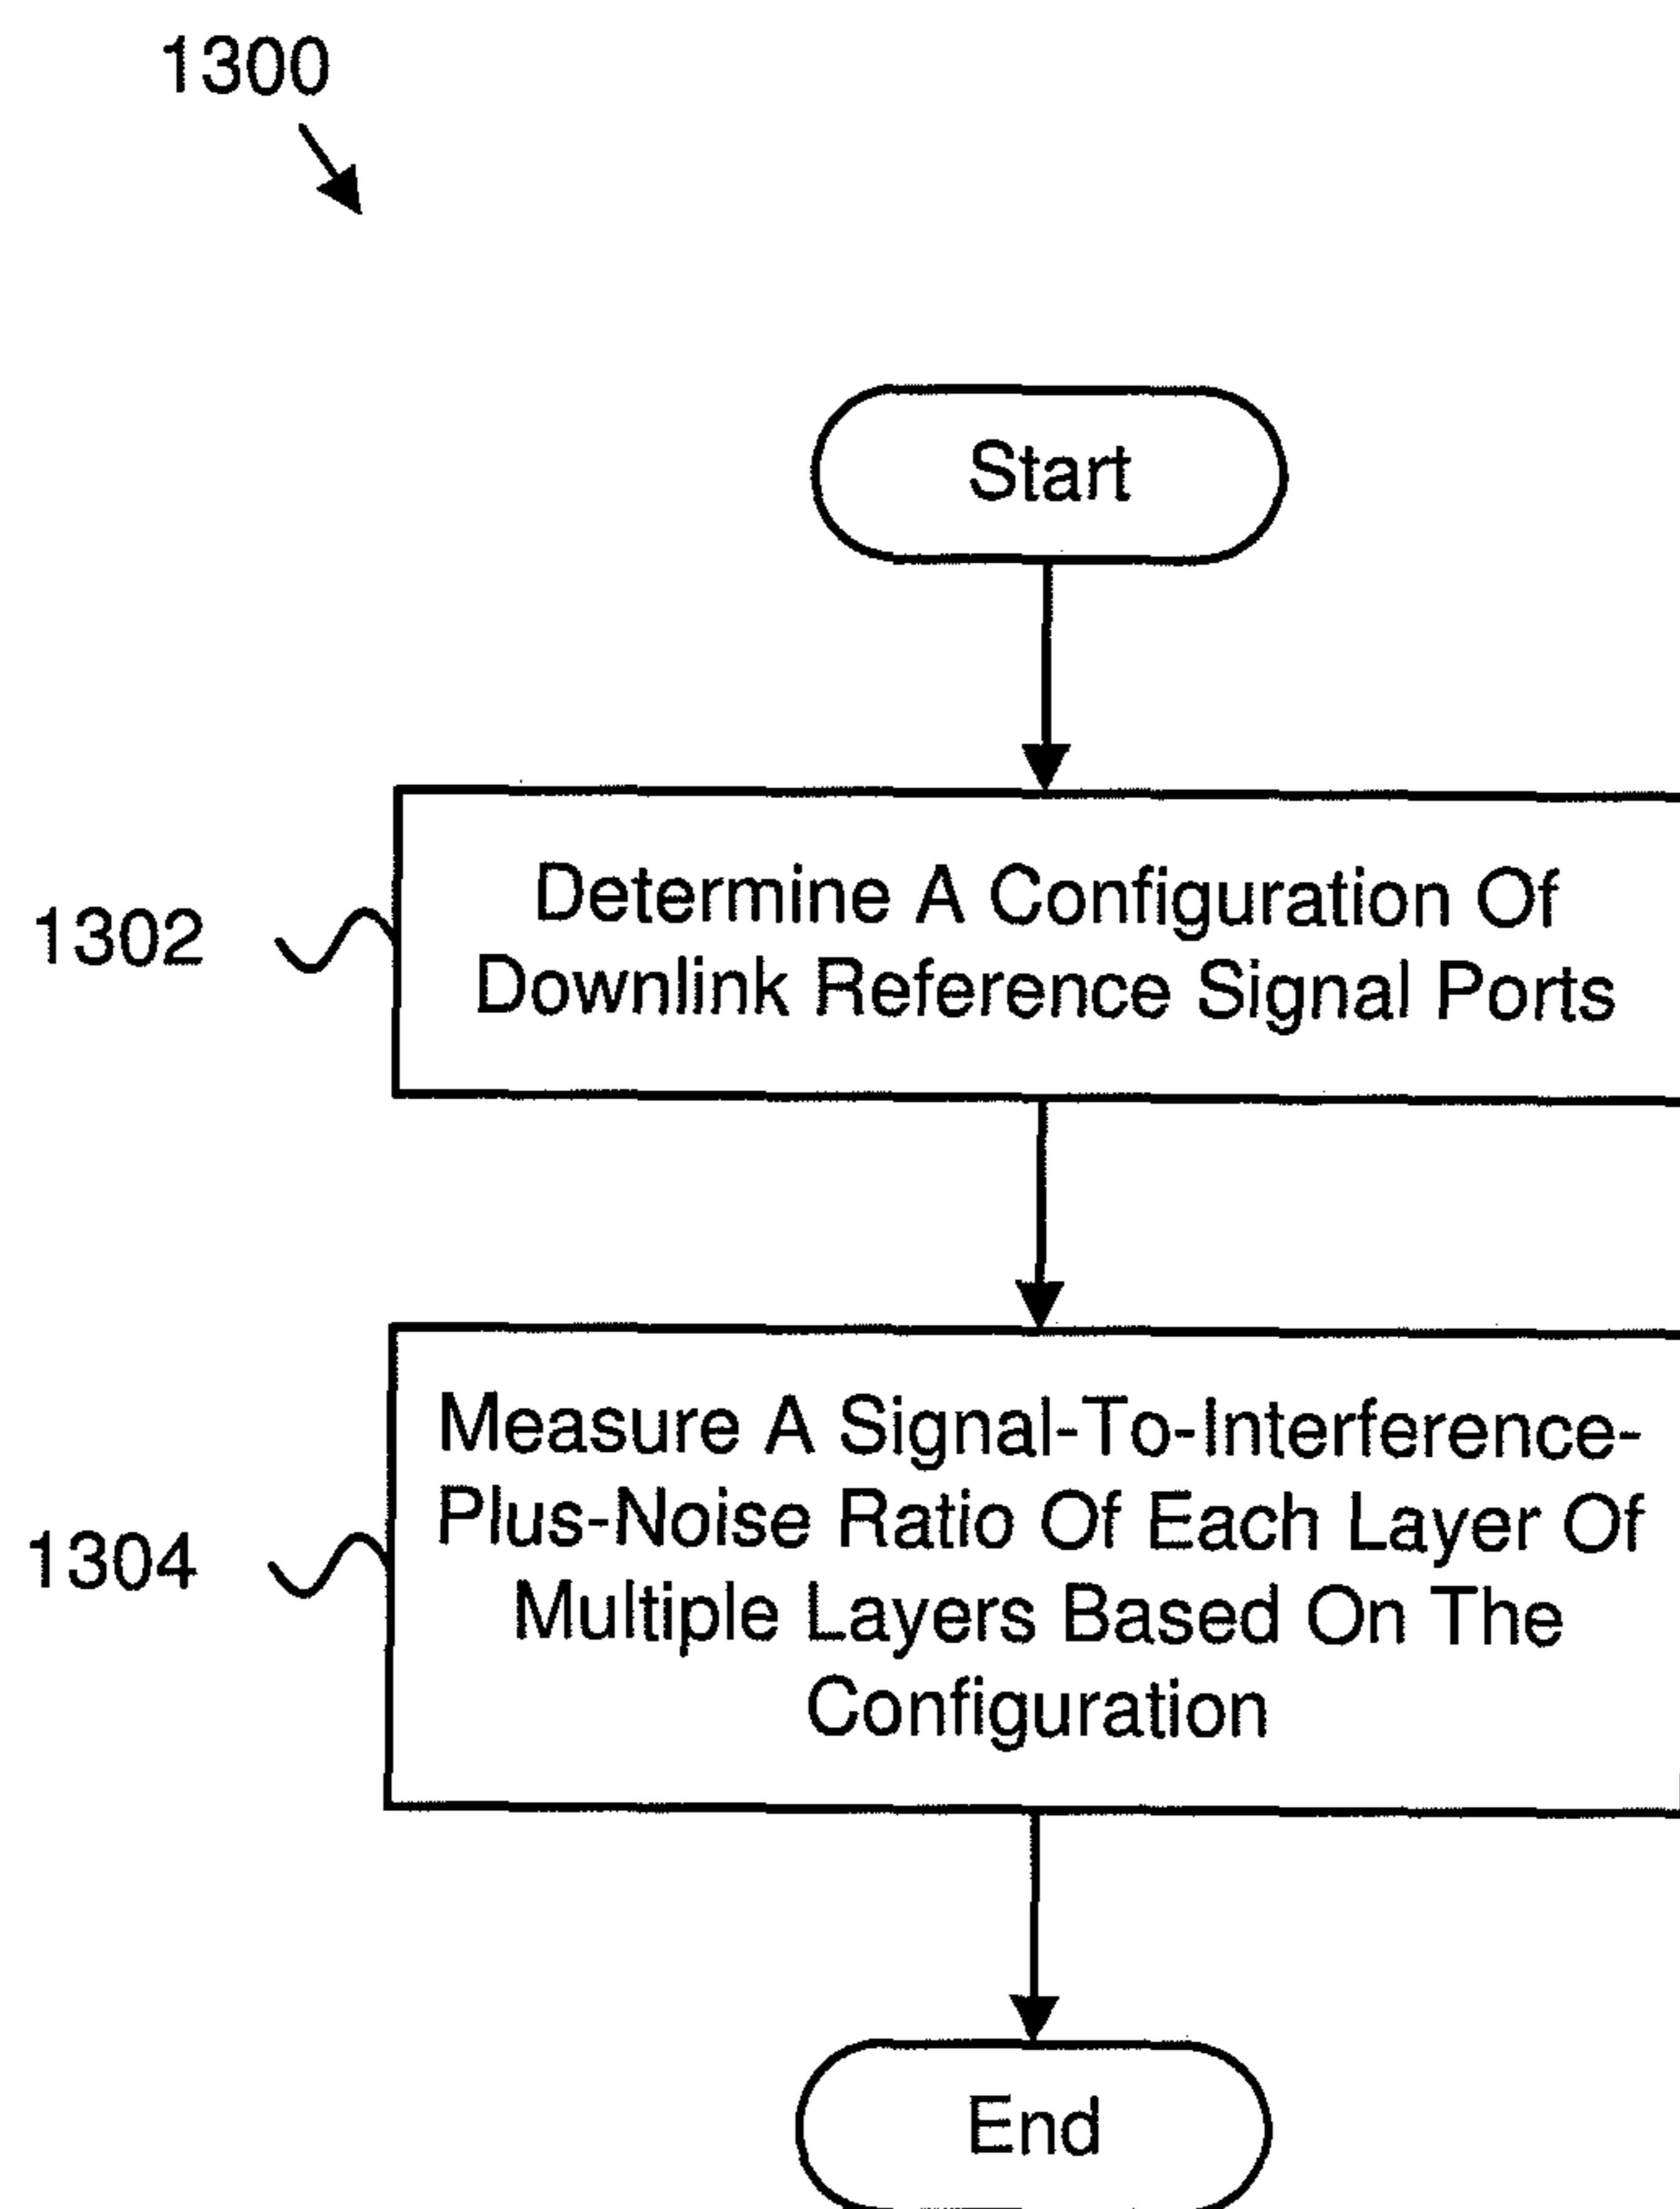 1300
Start
1302
Determine A Configuration Of
Downlink Reference Signal Ports
1304
Measure A Signal-To-Interference-
Plus-Noise Ratio Of Each Layer Of
Multiple Layers Based On The
Configuration
End